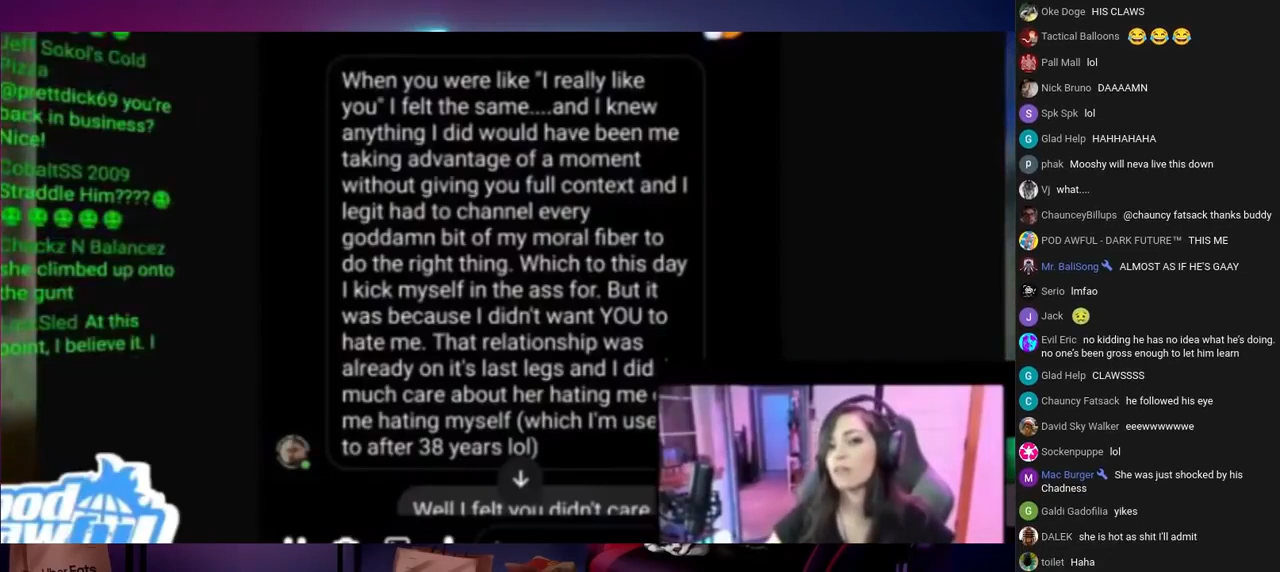 Jeff Sokol's Cold
Pizza
@prettdick69 you're
back in business?
Nice!
CobaltSS 2009
Straddle Him????
Chackz N Balancez
she climbed up onto
the gunt
Sled At this
point, I believe it. I
When you were like "I really like
you" I felt the same....and I knew
anything I did would have been me
taking advantage of a moment
without giving you full context and I
legit had to channel every
goddamn bit of my moral fiber to
do the right thing. Which to this day
I kick myself in the ass for. But it
was because I didn't want YOU to
hate me. That relationship was
already on it's last legs and I did
much care about her hating me
me hating myself (which I'm use
to after 38 years lol)
Well I felt you didn't care
Uber Eats
Oke Doge HIS CLAWS
Tactical Balloons 😂😂😂
Pall Mall lol
Nick Bruno DAAAAMN
S Spk Spk lol
G Glad Help HAHHAHAHA
p phak Mooshy will neva live this down
Vj what....
ChaunceyBillups @chauncy fatsack thanks buddy
POD AWFUL - DARK FUTURE™ THIS ME
Mr. BaliSong ALMOST AS IF HE'S GAAY
Serio lmfao
J Jack 🤢
Evil Eric no kidding he has no idea what he's doing.
no one's been gross enough to let him learn
G Glad Help CLAWSSSS
C Chauncy Fatsack he followed his eye
David Sky Walker eeewwwwwwe
Sockenpuppe lol
M Mac Burger She was just shocked by his
Chadness
G Galdi Gadofilia yikes
DALEK she is hot as shit I'll admit
toilet Haha